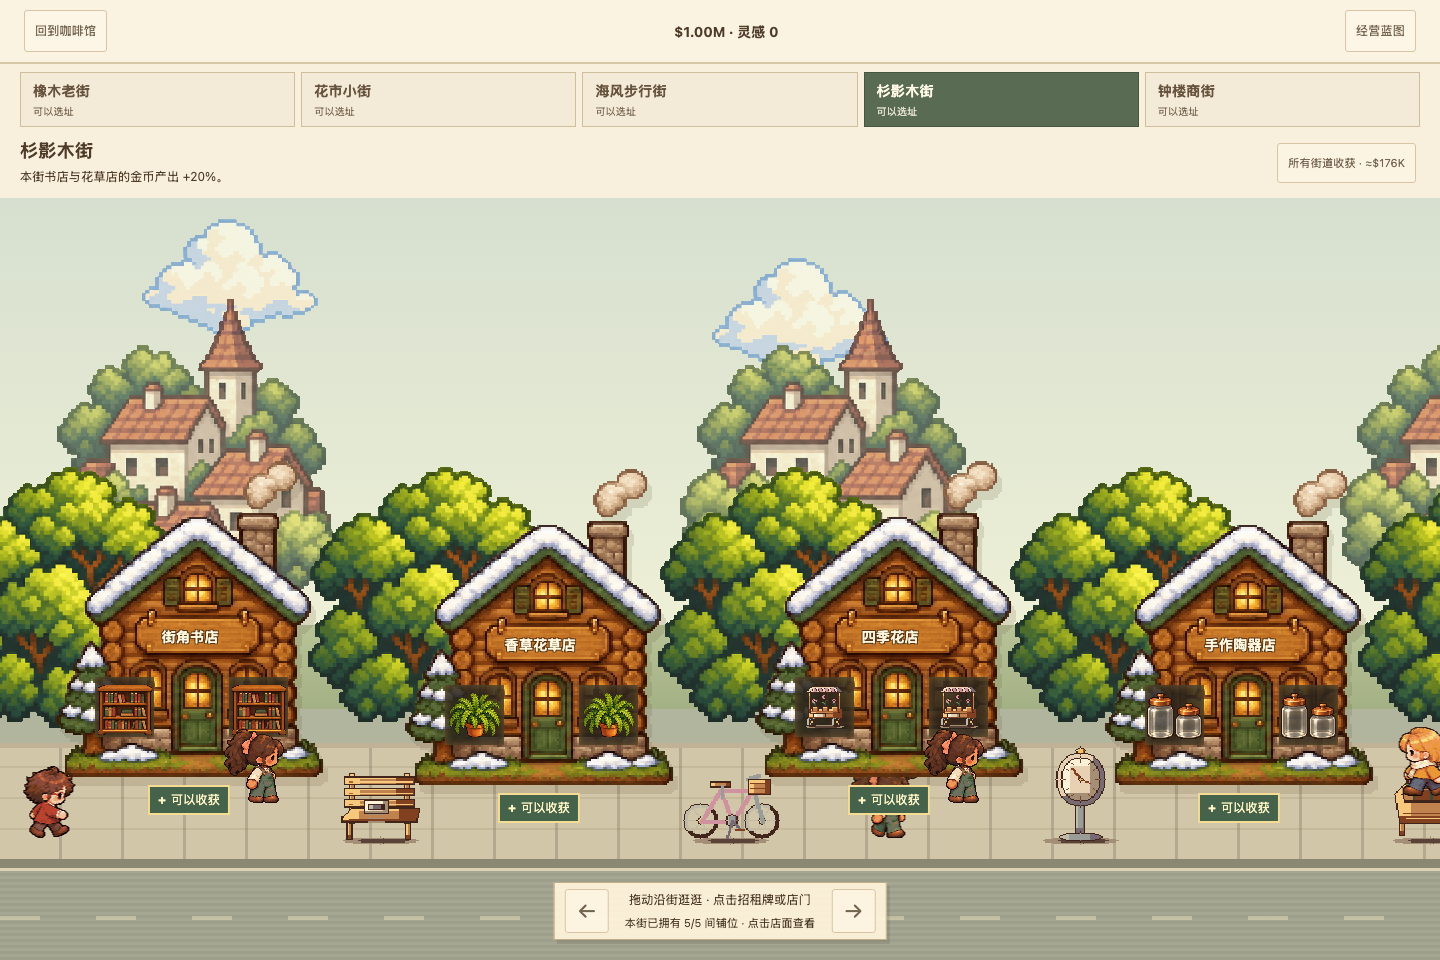 回到咖啡馆
$1.00M · 灵感 0
经营蓝图
橡木老街
可以选址
花市小街
可以选址
海风步行街
可以选址
杉影木街
可以选址
钟楼商街
可以选址
杉影木街
本街书店与花草店的金币产出 +20%。
所有街道收获 · ≈$176K
街角书店
香草花草店
四季花店
手作陶器店
+ 可以收获
+ 可以收获
+ 可以收获
+ 可以收获
拖动沿街逛逛 · 点击招租牌或店门
本街已拥有 5/5 间铺位 · 点击店面查看